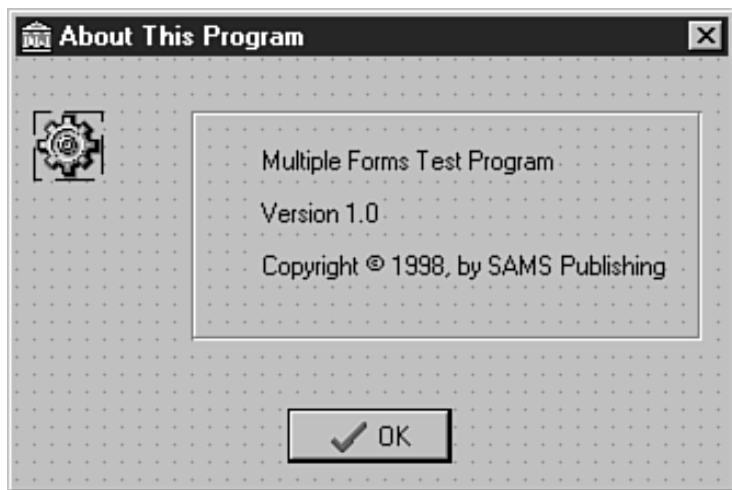 About This Program
Multiple Forms Test Program
Version 1.0
Copyright © 1998, by SAMS Publishing
OK